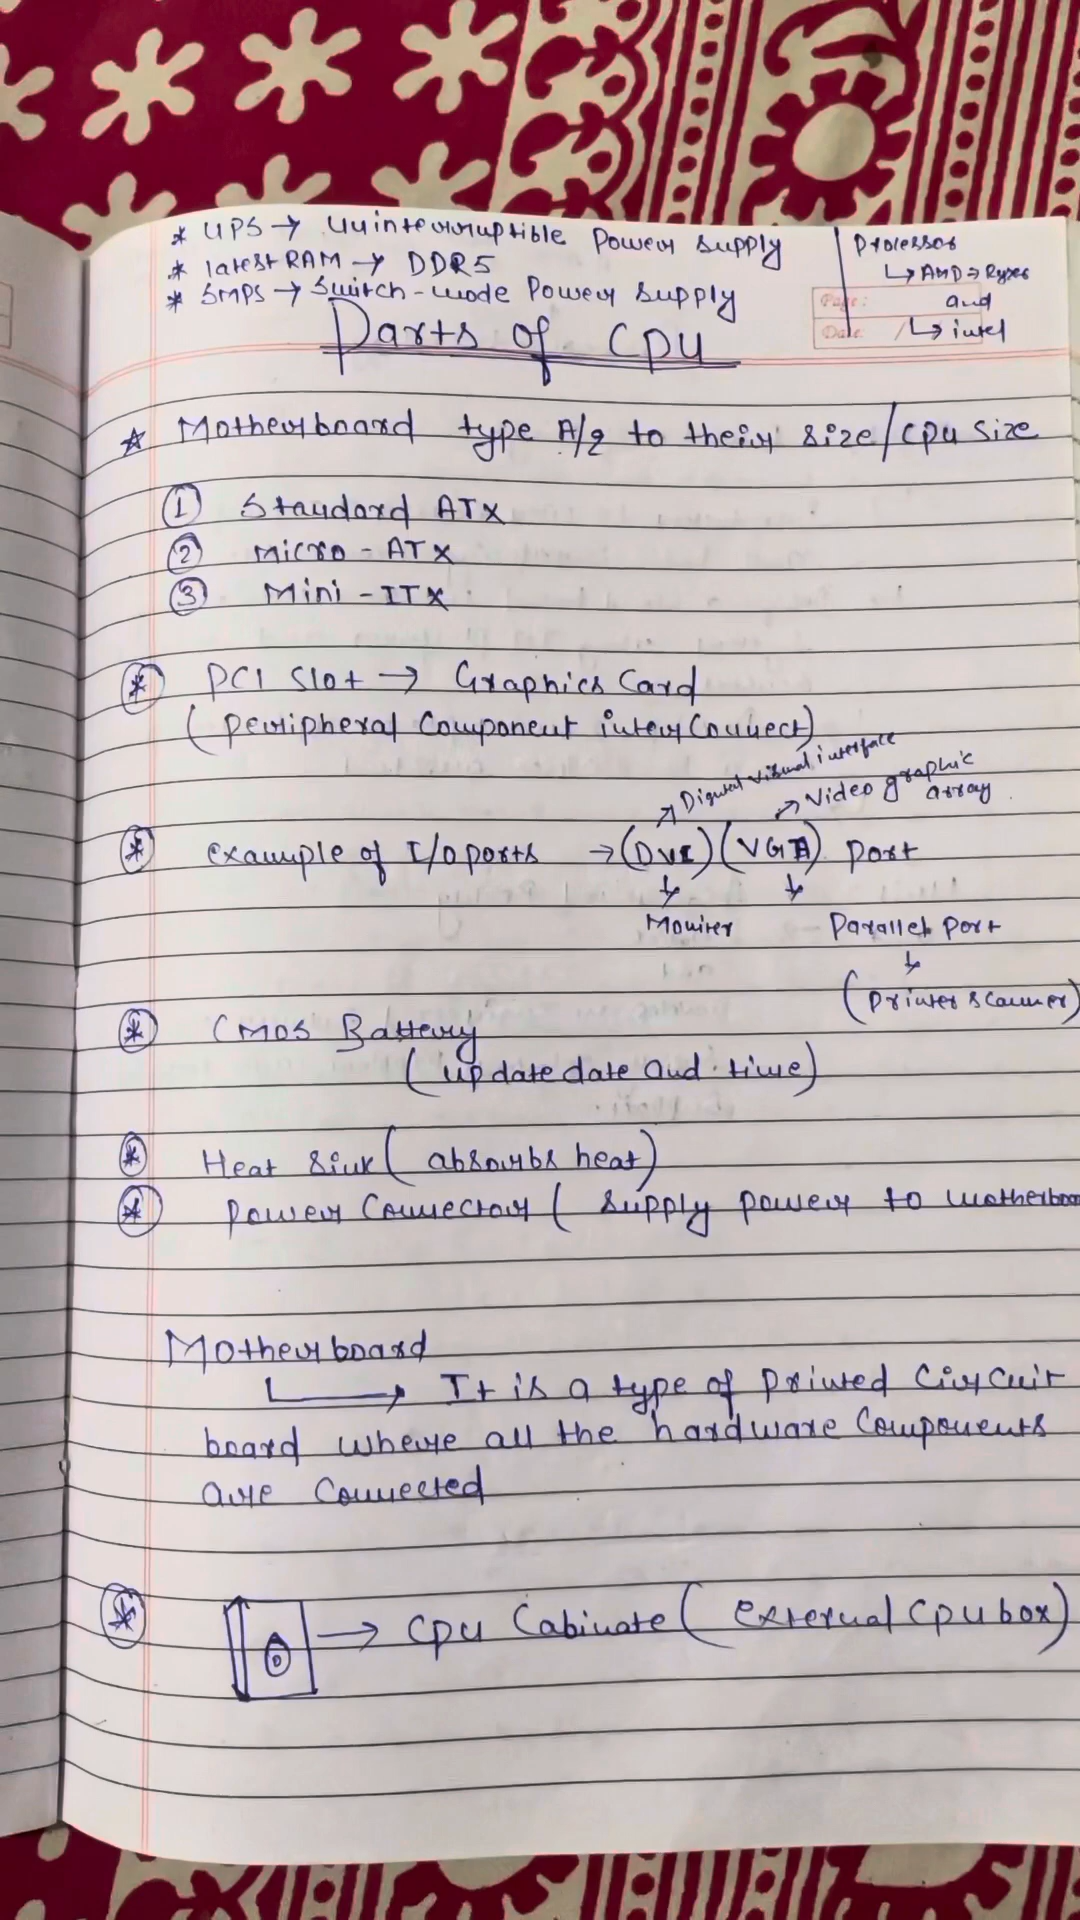 * UPS → Uninterruptible Power Supply
* latest RAM → DDR5
* SMPS → Switch-mode Power Supply
Processor
↳ AMD → Ryzes
and
↳ intel
Page:
Date: /
Parts of CPU
* Motherboard type A/q to their size/CPU size
① Standard ATX
② Micro - ATX
③ Mini - ITX
* PCI Slot → Graphics Card
(Peripheral Component interConnect)
↗ Digital visual interface
→ Video graphic
array
* example of I/O ports → (DVI) (VGA) port
↓ ↓
Moniter Parallel Port
↓
(Printer scanner)
* CMOS Battery
(update date and time)
* Heat Sink (absorbs heat)
* Power Connector ( supply power to motherboa
Motherboard
↳ It is a type of printed Circuit
board where all the hardware Components
are Connected
* → CPU Cabinate ( external CPU box)